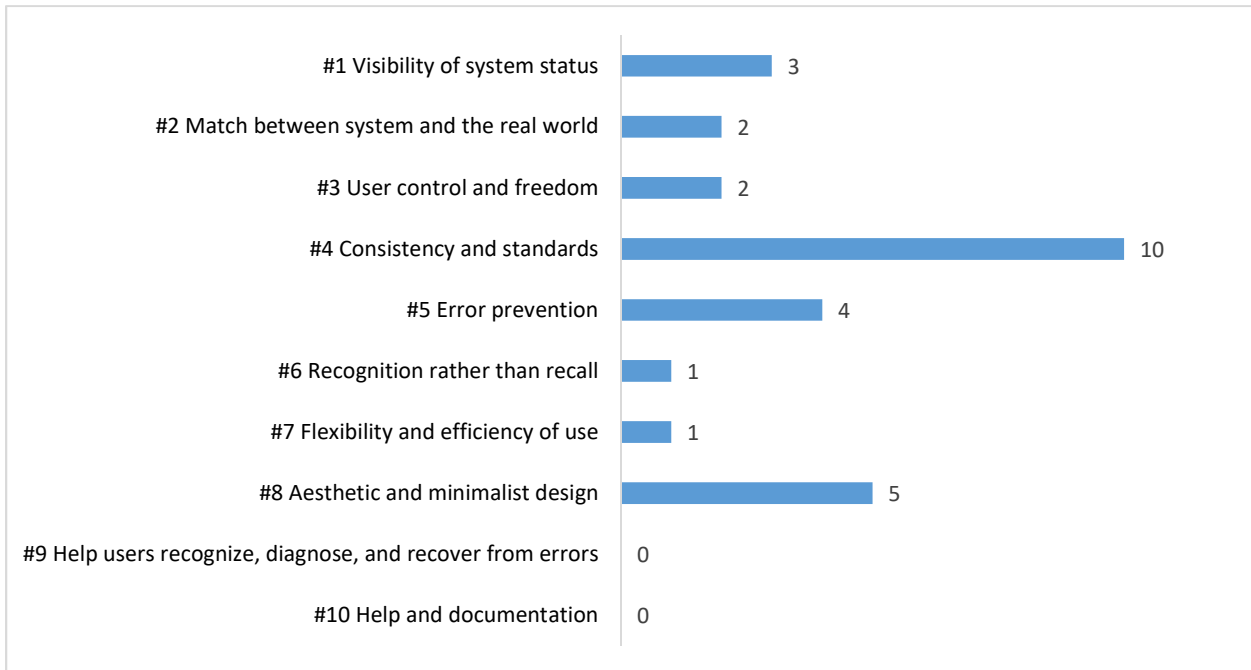 #1 Visibility of system status 3
#2 Match between system and the real world 2
#3 User control and freedom 2
#4 Consistency and standards 10
#5 Error prevention 4
#6 Recognition rather than recall 1
#7 Flexibility and efficiency of use 1
#8 Aesthetic and minimalist design 5
#9 Help users recognize, diagnose, and recover from errors 0
#10 Help and documentation 0